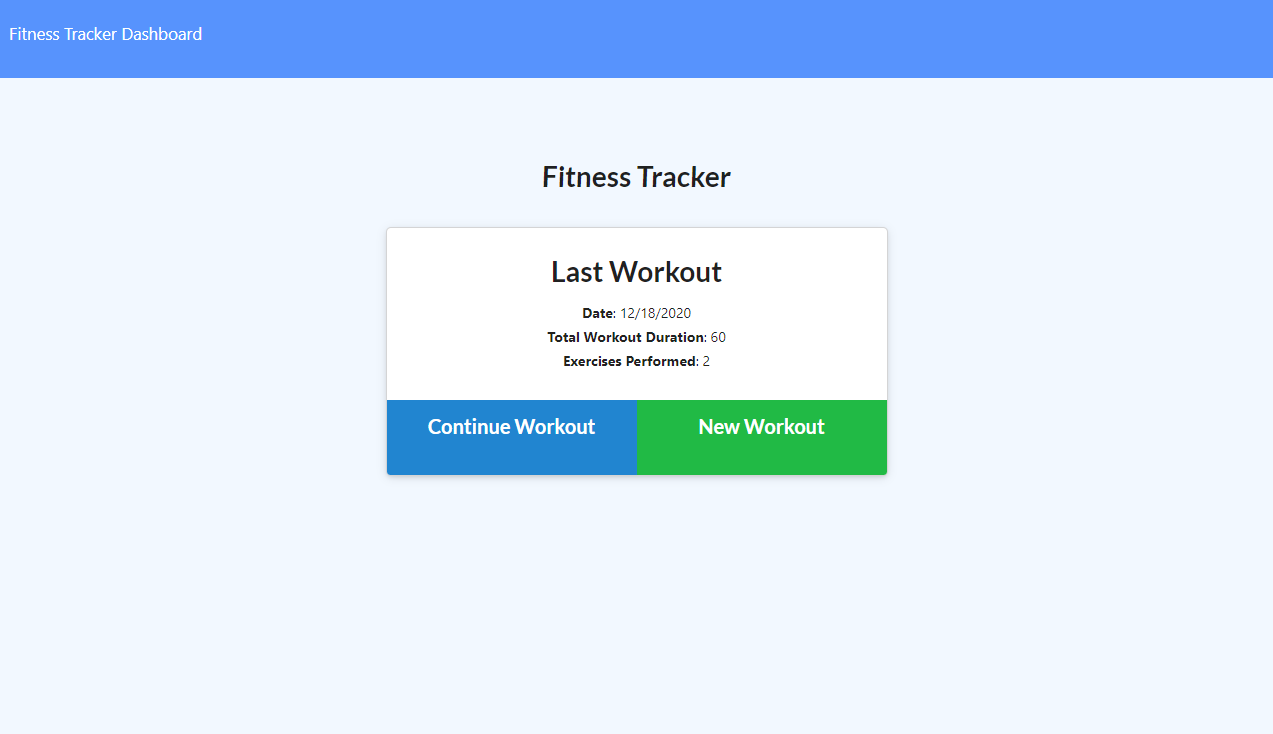 Fitness Tracker Dashboard
Fitness Tracker
Last Workout
Date: 12/18/2020
Total Workout Duration: 60
Exercises Performed: 2
Continue Workout
New Workout